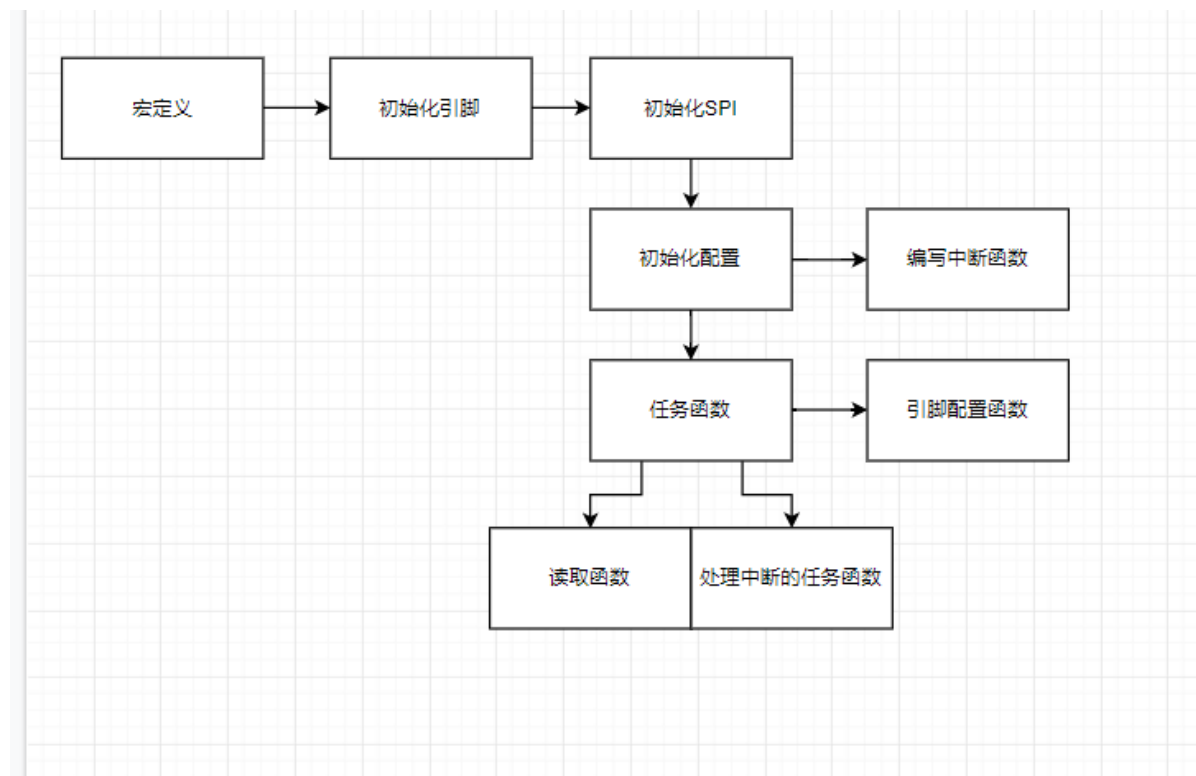 宏定义
初始化引脚
初始化SPI
初始化配置
编写中断函数
任务函数
引脚配置函数
读取函数
处理中断的任务函数